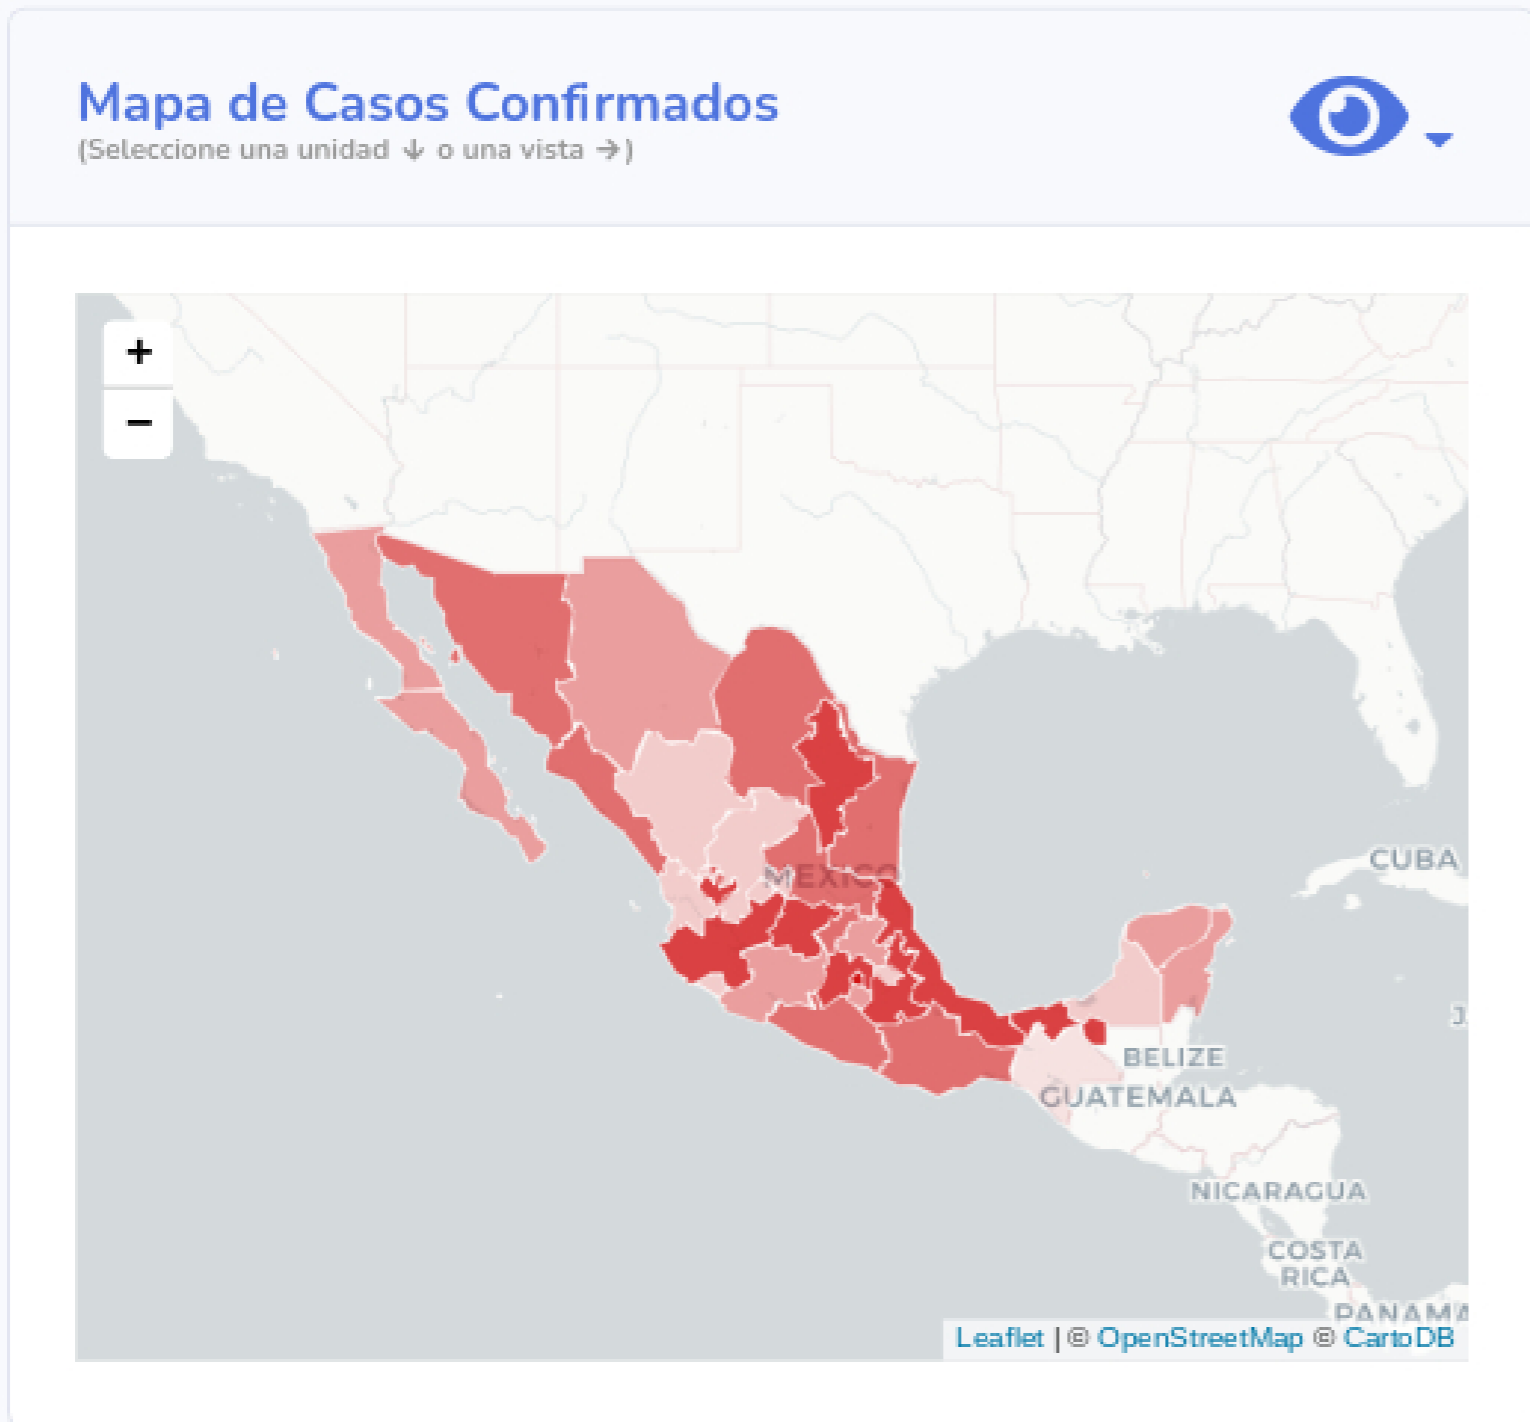 Mapa de Casos Confirmados
(Seleccione una unidad ↓ o una vista →)
+
−
MEXICO
CUBA
J
BELIZE
GUATEMALA
NICARAGUA
COSTA
RICA
PANAMA
Leaflet | © OpenStreetMap © CartoDB